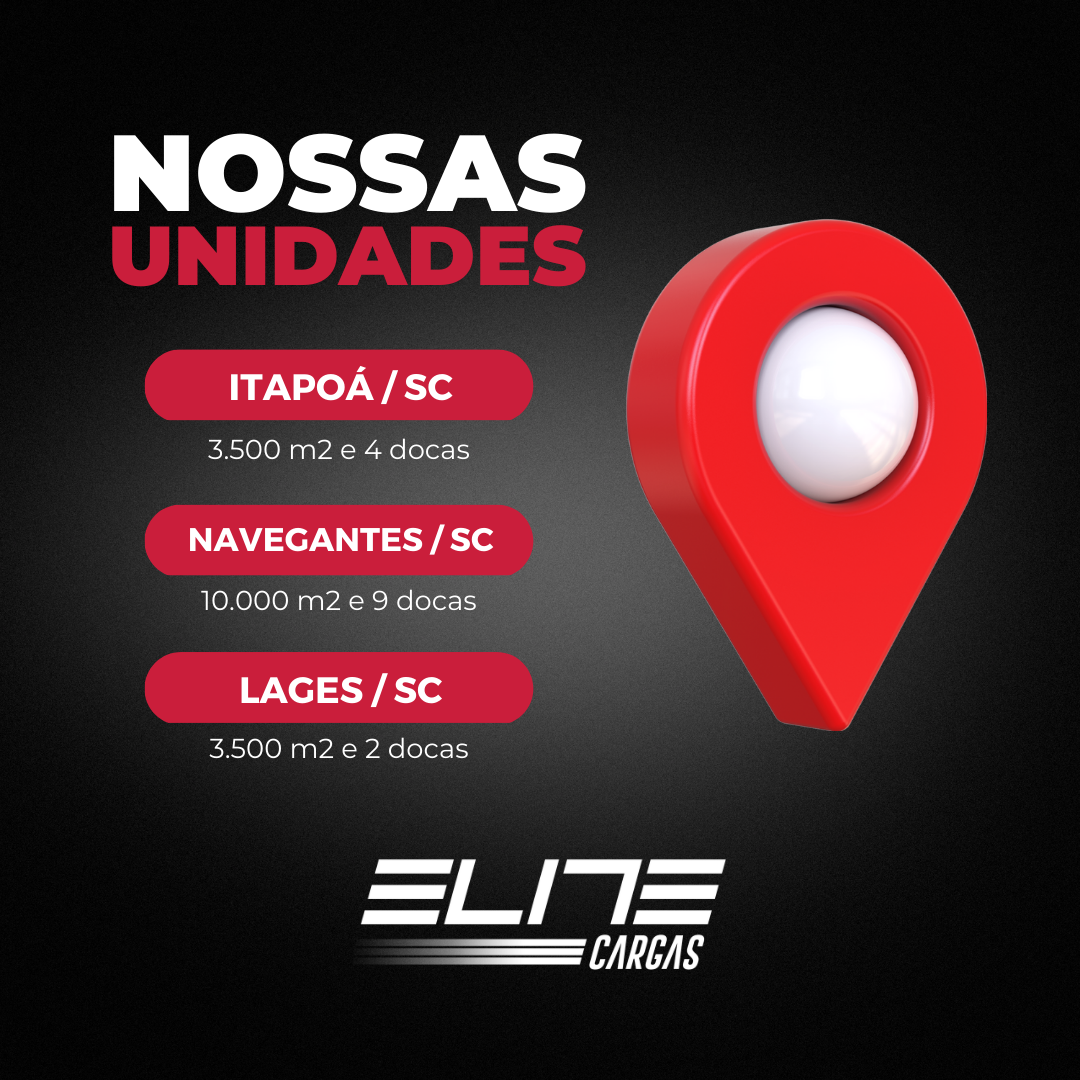 NOSSAS
UNIDADES
ITAPOÁ / SC
3.500 m2 e 4 docas
NAVEGANTES / SC
10.000 m2 e 9 docas
LAGES / SC
3.500 m2 e 2 docas
ELITE
CARGAS